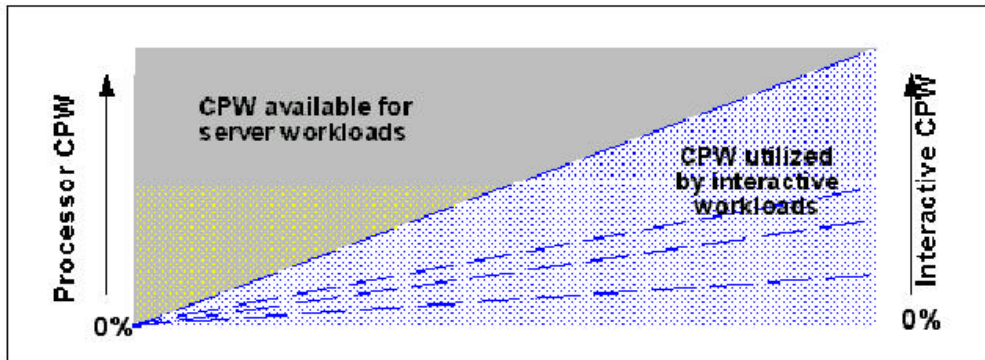 Processor CPW
CPW available for
server workloads
CPW utilized
by interactive
workloads
Interactive CPW
0%
0%